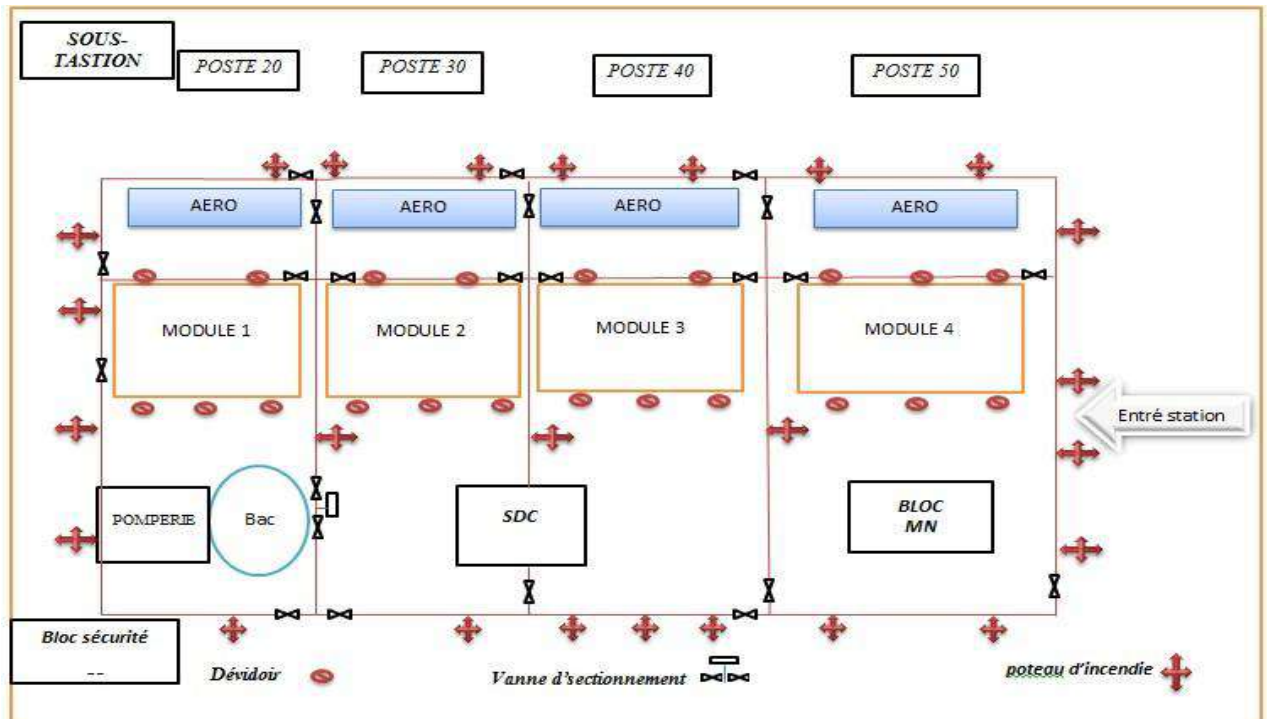 SOUS-
TASTION
POSTE 20
POSTE 30
POSTE 40
POSTE 50
AERO
AERO
AERO
AERO
MODULE 1
MODULE 2
MODULE 3
MODULE 4
Entré station
POMPERIE
Bac
SDC
BLOC
MN
Bloc sécurité
--
Dévidoir
Vanne d'sectionnement
poteau d'incendie